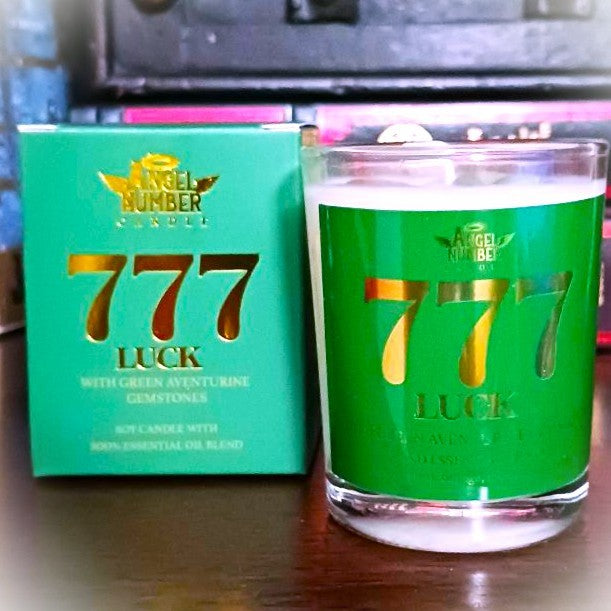 ANGEL
NUMBER
CANDLE
777
LUCK
WITH GREEN AVENTURINE
GEMSTONES
SOY CANDLE WITH
100% ESSENTIAL OIL BLEND
ANGEL
NUMBER
777
LUCK